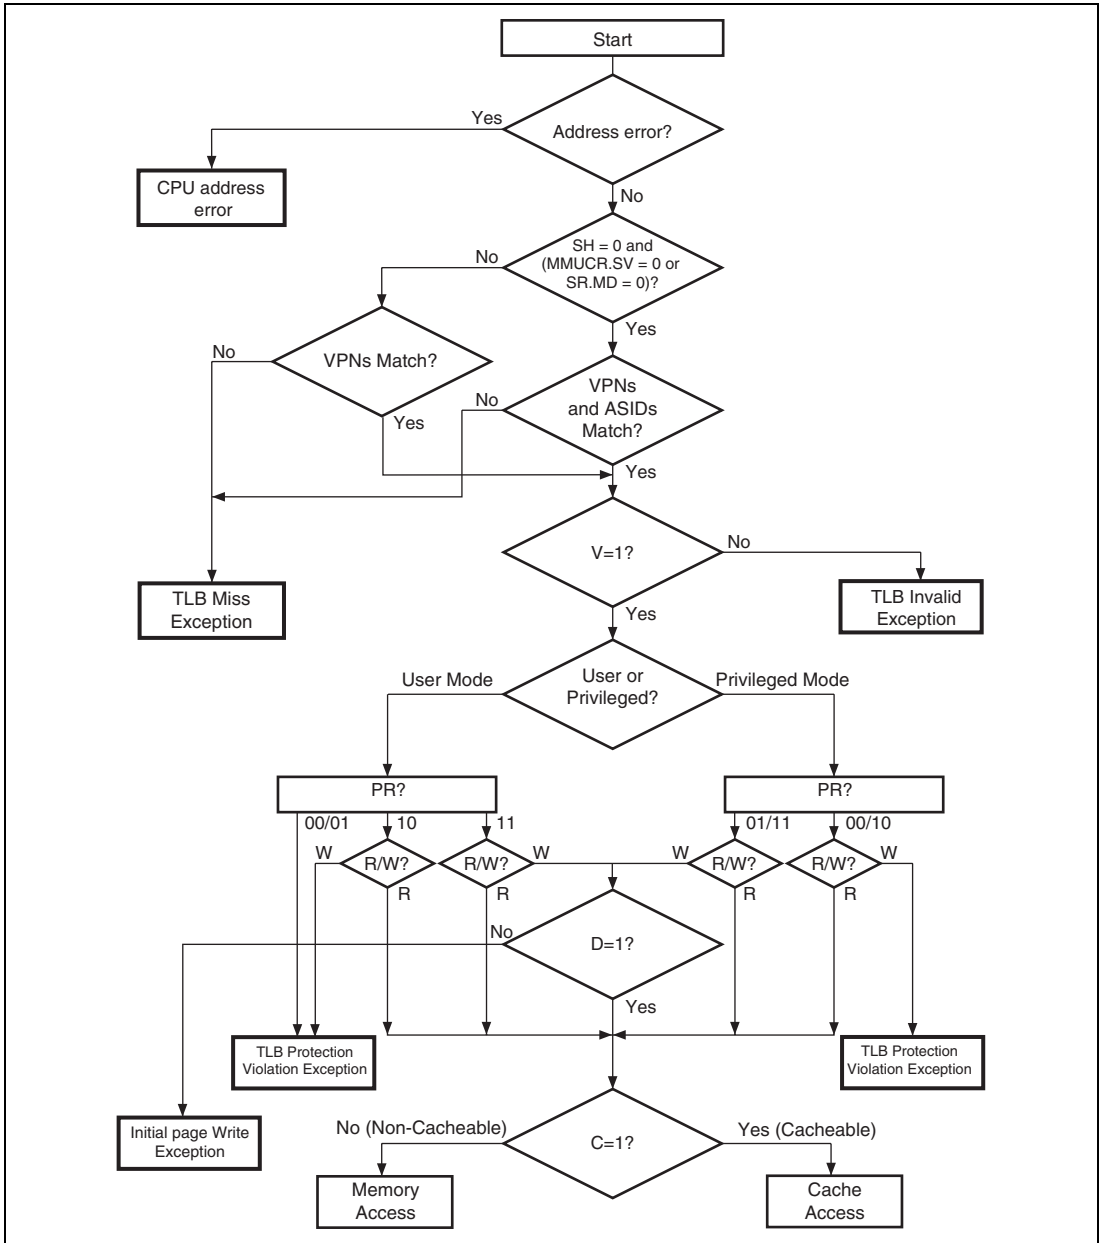 Start
Yes
Address error?
CPU address
error
No
No
SH = 0 and
(MMUCR.SV = 0 or
SR.MD = 0)?
Yes
No
VPNs Match?
Yes
No
VPNs
and ASIDs
Match?
Yes
V=1?
No
TLB Miss
Exception
TLB Invalid
Exception
Yes
User Mode
User or
Privileged?
Privileged Mode
PR?
PR?
00/01
10
11
01/11
00/10
W
R/W?
R/W?
W
W
R/W?
R/W?
W
R
R
R
R
No
D=1?
Yes
TLB Protection
Violation Exception
TLB Protection
Violation Exception
Initial page Write
Exception
No (Non-Cacheable)
C=1?
Yes (Cacheable)
Memory
Access
Cache
Access